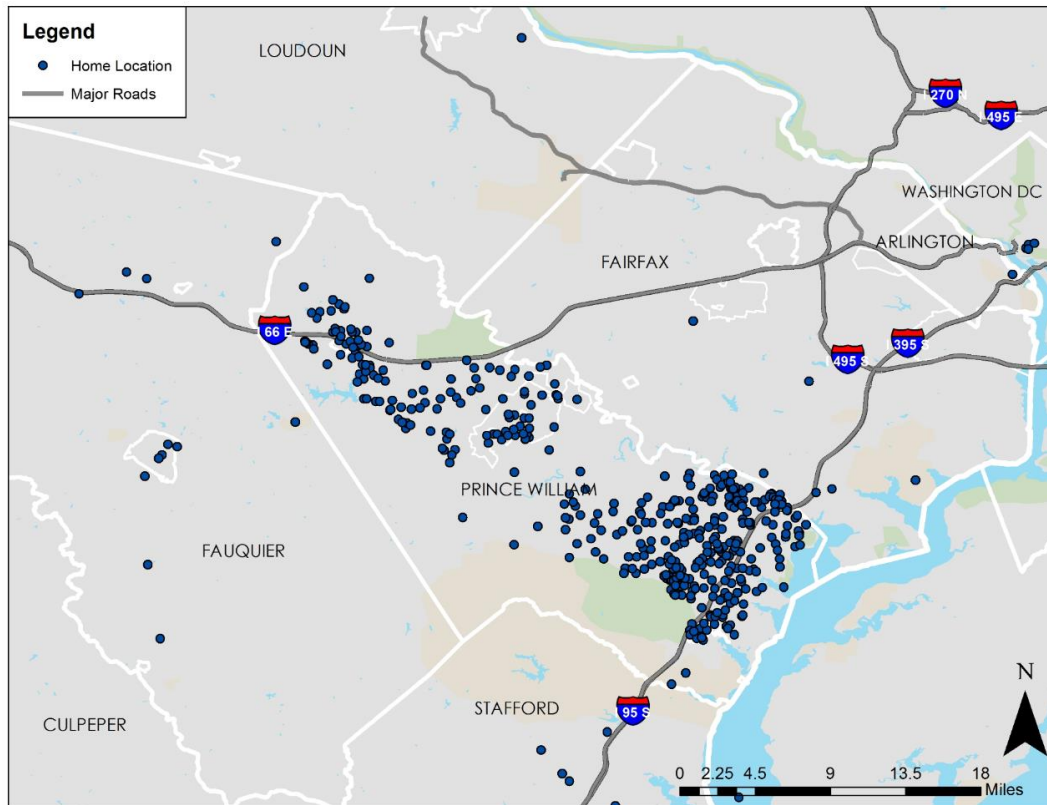 Legend
Home Location
Major Roads
LOUDOUN
270 N
495 E
WASHINGTON DC
ARLINGTON
FAIRFAX
66 E
495 S
I-395 S
PRINCE WILLIAM
FAUQUIER
N
STAFFORD
95 S
CULPEPER
0 2.25 4.5 9 13.5 18
Miles